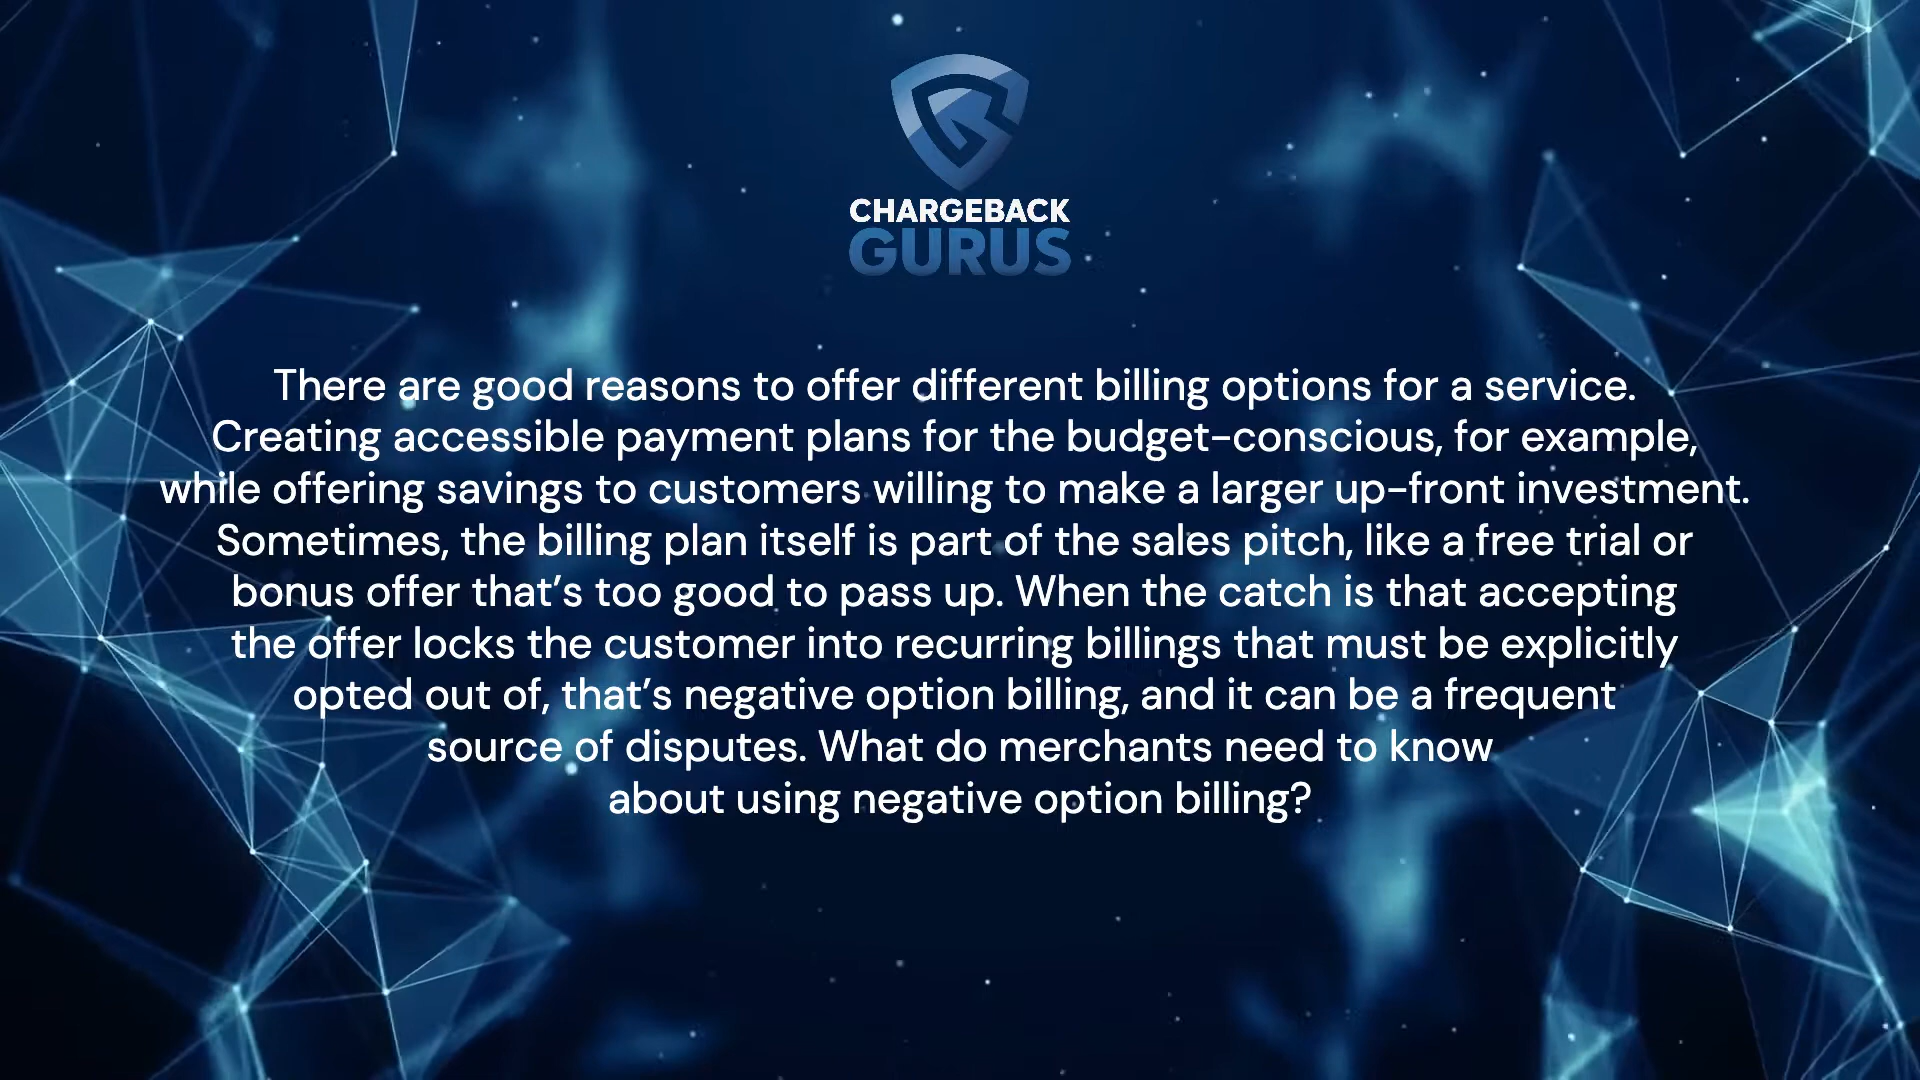 CHARGEBACK
GURUS
There are good reasons to offer different billing options for a service.
Creating accessible payment plans for the budget-conscious, for example,
while offering savings to customers willing to make a larger up-front investment.
Sometimes, the billing plan itself is part of the sales pitch, like a free trial or
bonus offer that’s too good to pass up. When the catch is that accepting
the offer locks the customer into recurring billings that must be explicitly
opted out of, that’s negative option billing, and it can be a frequent
source of disputes. What do merchants need to know
about using negative option billing?